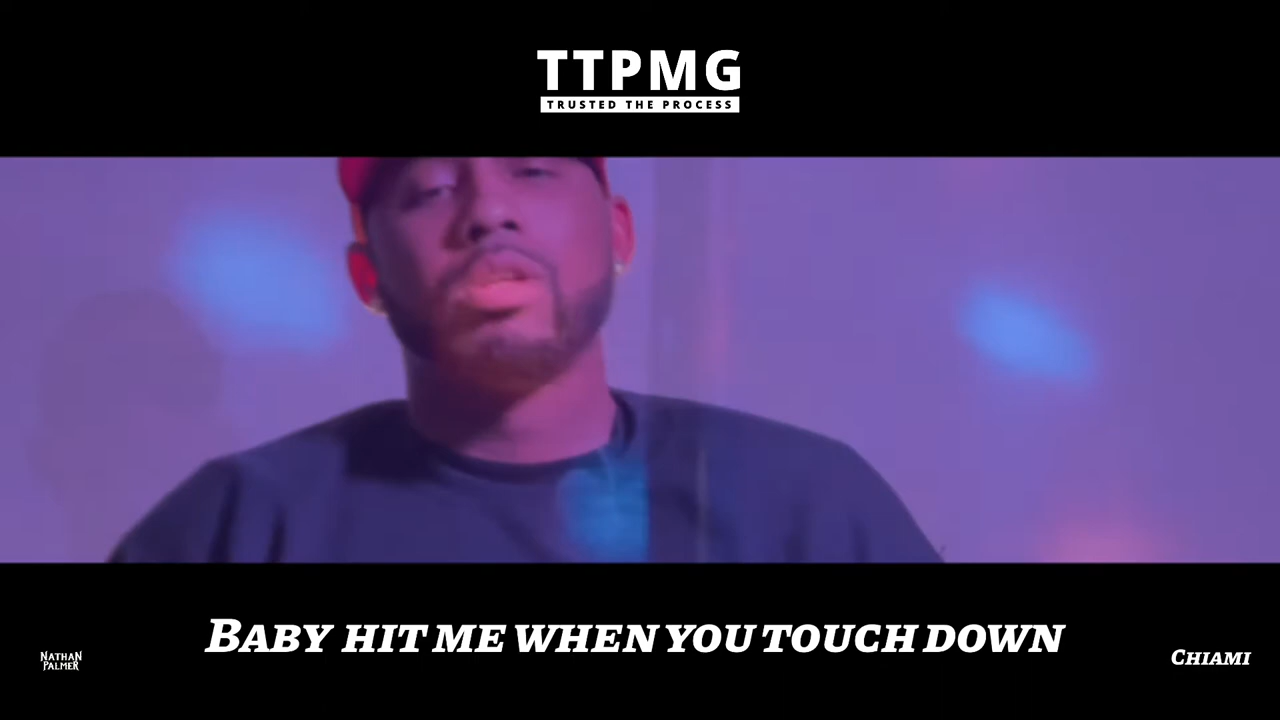 TTPMG
TRUSTED THE PROCESS
BABY HIT ME WHEN YOU TOUCH DOWN
NATHAN
PALMER
CHIAMI